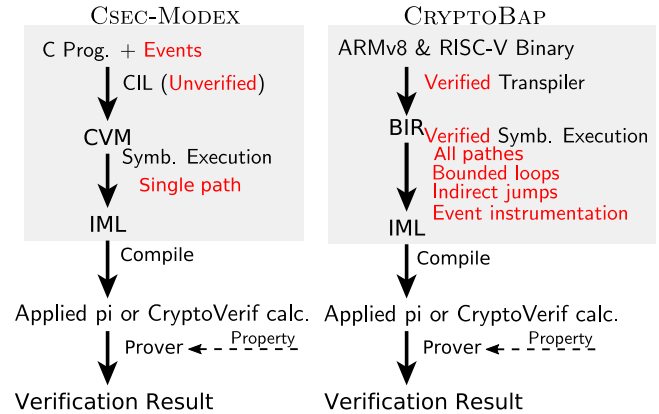 CSEC-MODEX
C Prog. + Events
CIL (Unverified)
CVM
Symb. Execution
Single path
IML
Compile
Applied pi or CryptoVerif calc.
Prover
Property
Verification Result
CRYPTOBAP
ARMv8 & RISC-V Binary
Verified Transpiler
BIR
Verified Symb. Execution
All pathes
Bounded loops
Indirect jumps
Event instrumentation
IML
Compile
Applied pi or CryptoVerif calc.
Prover
Property
Verification Result